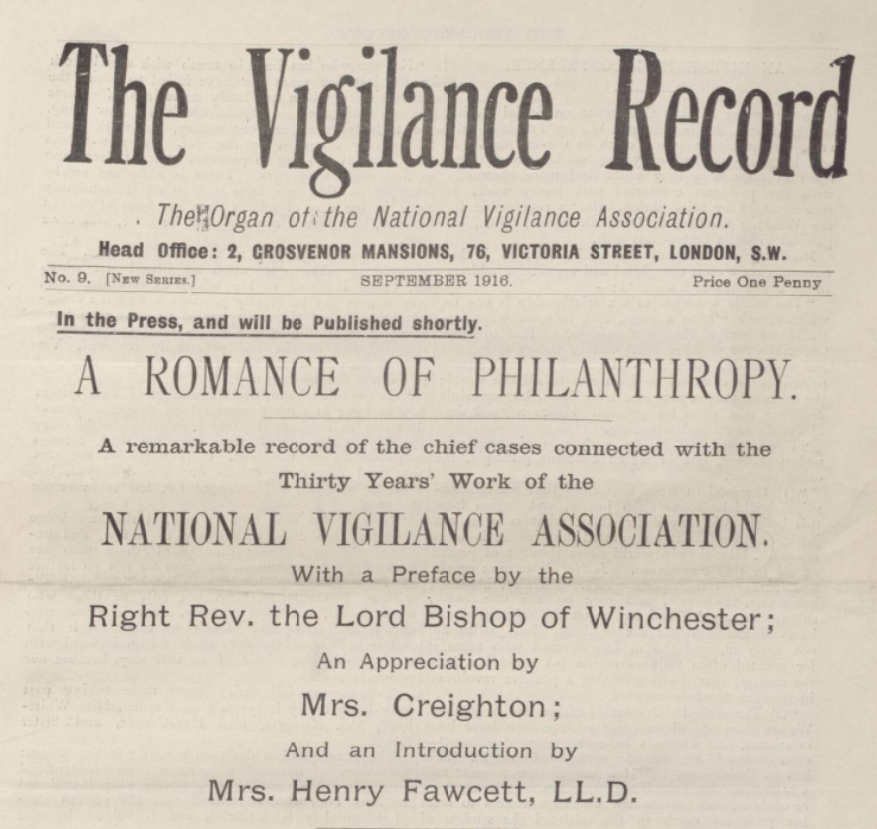 The Vigilance Record
The Organ of the National Vigilance Association.
Head Office: 2, GROSVENOR MANSIONS, 76, VICTORIA STREET, LONDON, S.W.
No. 9. [New Series.] SEPTEMBER 1916. Price One Penny
In the Press, and will be Published shortly.
A ROMANCE OF PHILANTHROPY.
A remarkable record of the chief cases connected with the
Thirty Years' Work of the
NATIONAL VIGILANCE ASSOCIATION.
With a Preface by the
Right Rev. the Lord Bishop of Winchester;
An Appreciation by
Mrs. Creighton;
And an Introduction by
Mrs. Henry Fawcett, LL.D.